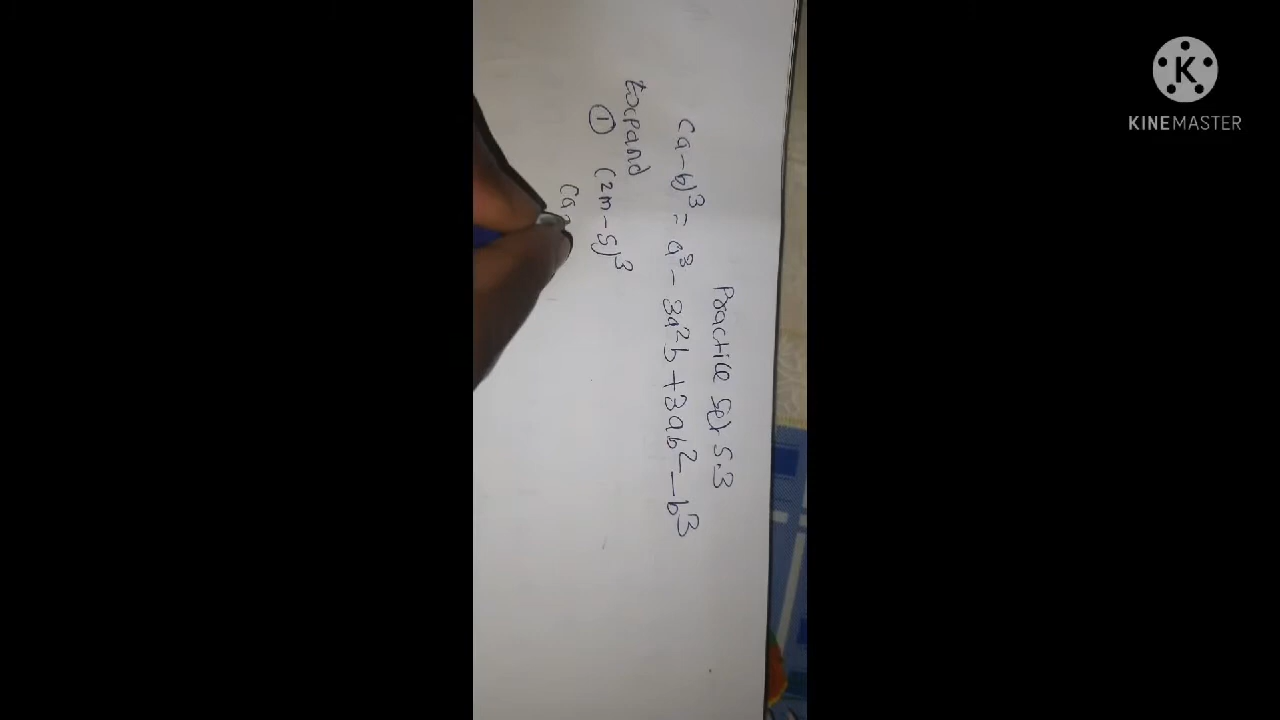 Practice Set 5.3
(a-b)³ = a³ - 3a²b + 3ab² - b³
Expand
① (2m - 5)³
(a -
K
KINEMASTER